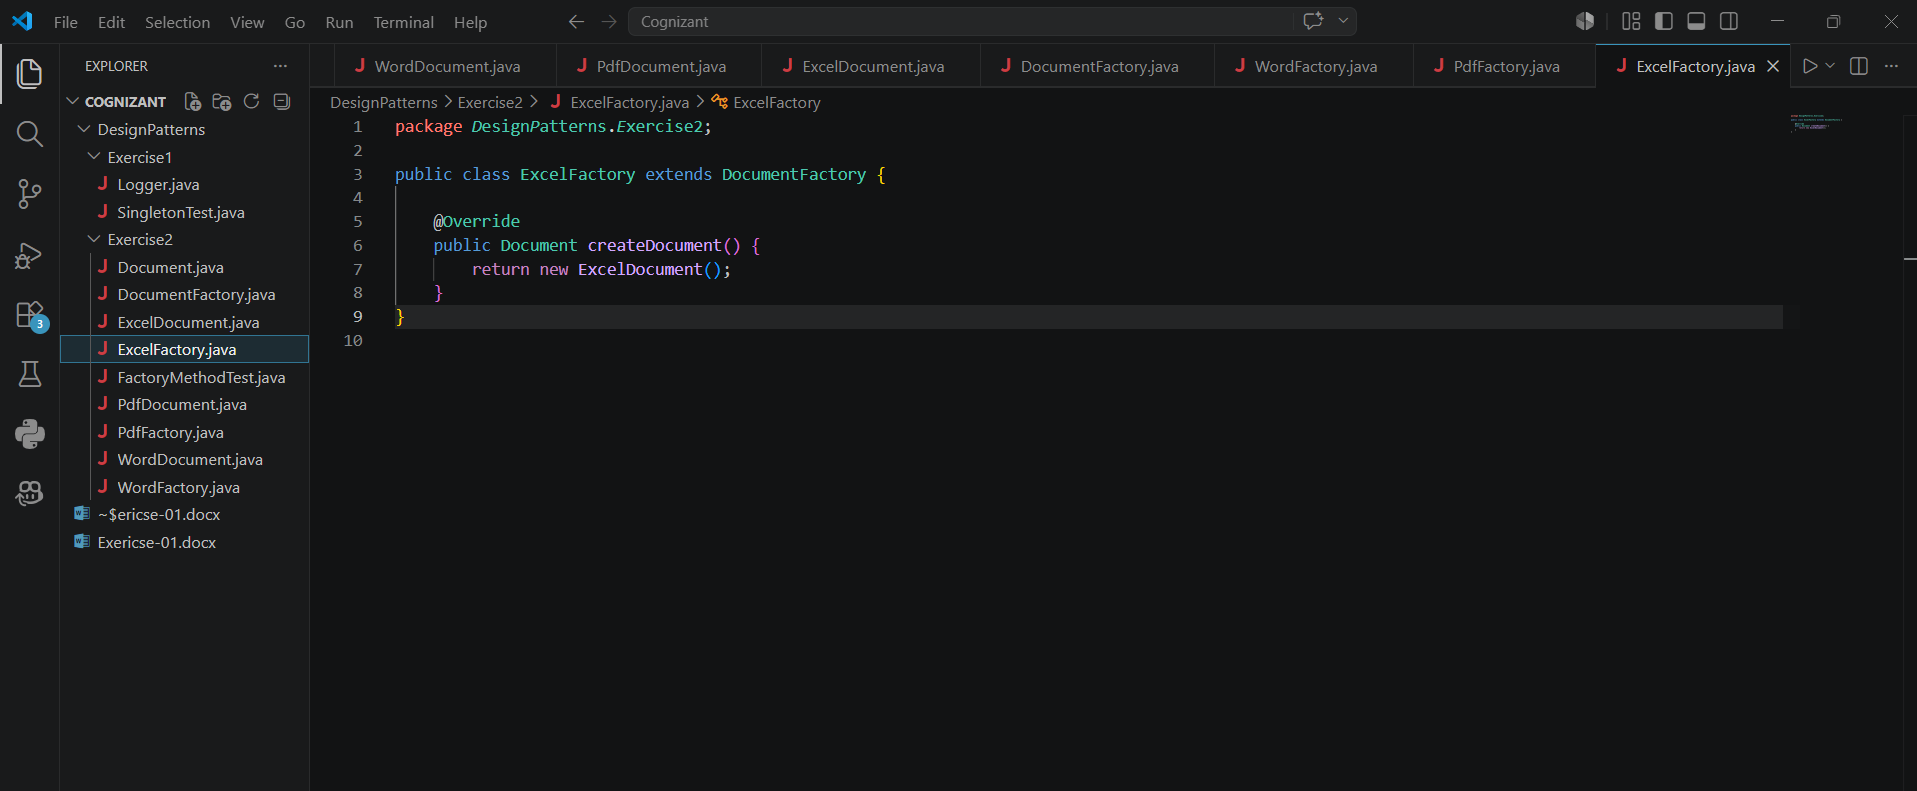 File Edit Selection View Go Run Terminal Help
Cognizant
EXPLORER
WordDocument.java
PdfDocument.java
ExcelDocument.java
DocumentFactory.java
WordFactory.java
PdfFactory.java
ExcelFactory.java
COGNIZANT
DesignPatterns
Exercise1
Logger.java
SingletonTest.java
Exercise2
Document.java
DocumentFactory.java
ExcelDocument.java
ExcelFactory.java
FactoryMethodTest.java
PdfDocument.java
PdfFactory.java
WordDocument.java
WordFactory.java
~$ericse-01.docx
Exericse-01.docx
3
DesignPatterns > Exercise2 > ExcelFactory.java > ExcelFactory
1 package DesignPatterns.Exercise2;
2
3 public class ExcelFactory extends DocumentFactory {
4
5 @Override
6 public Document createDocument() {
7 return new ExcelDocument();
8 }
9 }
10